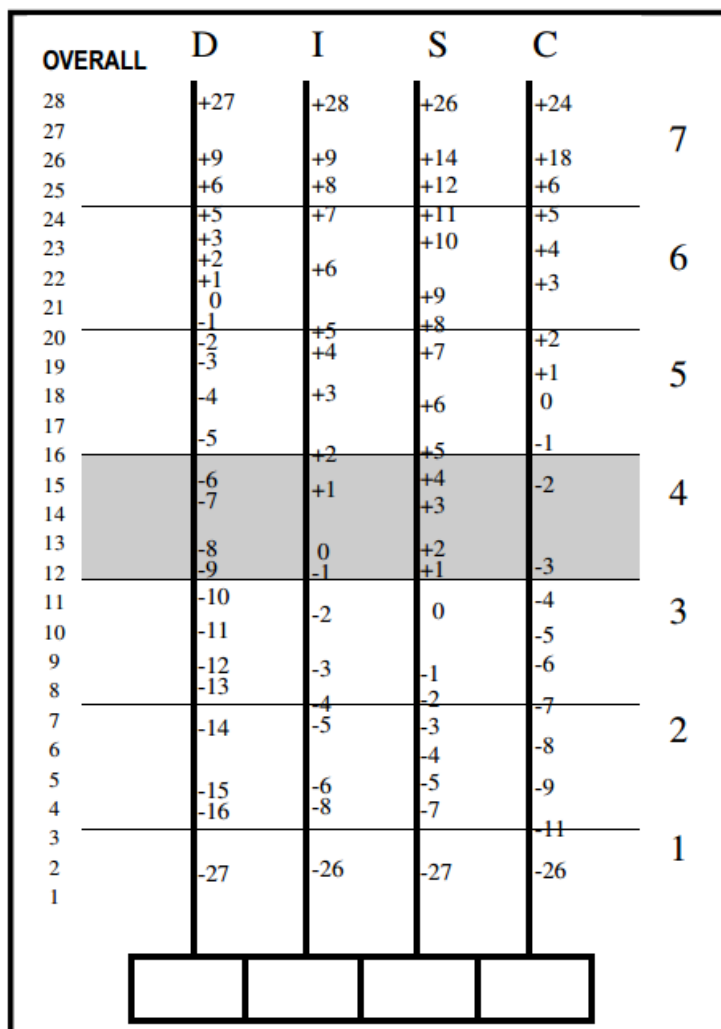 OVERALL D I S C
28 +27 +28 +26 +24
27 7
26 +9 +9 +14 +18
25 +6 +8 +12 +6
24 +5 +7 +11 +5
23 +3 +10 +4
+2 +6 6
22 +1 +3
0 +9
21
-1 +5 +8
20 -2 +4 +7 +2
19 -3 +1 5
18 -4 +3 +6 0
17 -5 -1
16 +2 +5
15 -6 +1 +4 -2 4
14 -7 +3
13 -8 0 +2
12 -9 -1 +1 -3
11 -10 -2 0 -4 3
10 -11 -5
9 -12 -3 -1 -6
8 -13 -4 -2 -7
7 -14 -5 -3 2
6 -4 -8
5 -15 -6 -5 -9
4 -16 -8 -7
3 -11 1
2 -27 -26 -27 -26
1